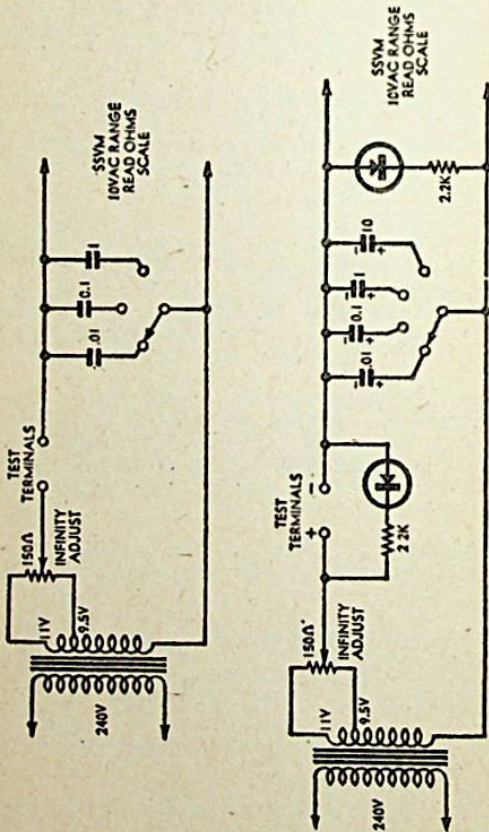 240V
11V
9.5V
150Ω
INFINITY
ADJUST
TEST
TERMINALS
.01
0.1
1
SSVM
10VAC RANGE
READ OHMS
SCALE
240V
11V
9.5V
150Ω
INFINITY
ADJUST
TEST
TERMINALS
+ −
2 2K
− .01 +
− 0.1 +
− 1 +
− 10 +
2.2K
SSVM
10VAC RANGE
READ OHMS
SCALE